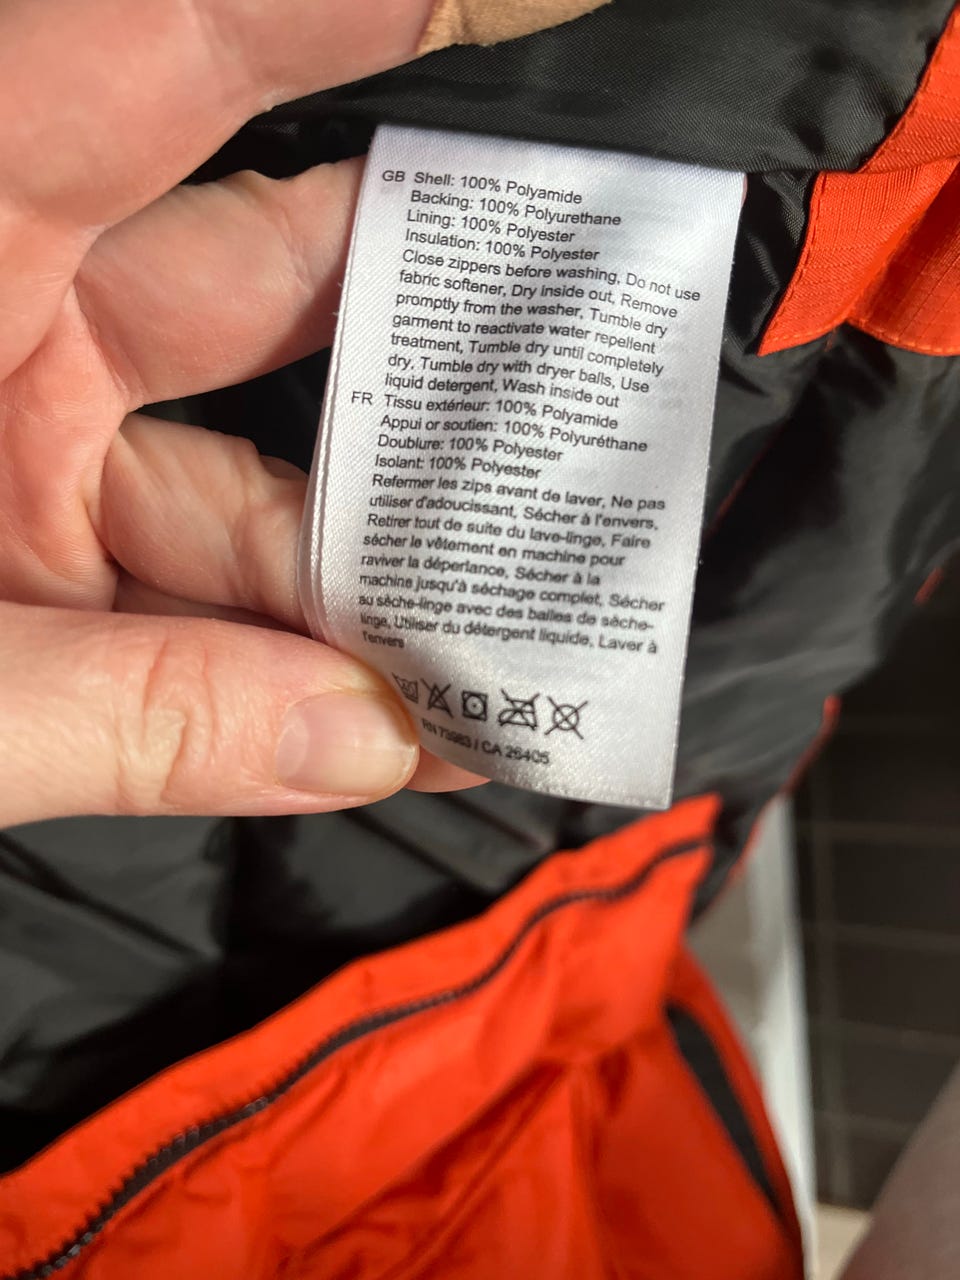 GB Shell: 100% Polyamide
Backing: 100% Polyurethane
Lining: 100% Polyester
Insulation: 100% Polyester
Close zippers before washing, Do not use
fabric softener, Dry inside out, Remove
promptly from the washer, Tumble dry
garment to reactivate water repellent
treatment, Tumble dry until completely
dry, Tumble dry with dryer balls, Use
liquid detergent, Wash inside out
FR Tissu extérieur: 100% Polyamide
Appui or soutien: 100% Polyuréthane
Doublure: 100% Polyester
Isolant: 100% Polyester
Refermer les zips avant de laver, Ne pas
utiliser d'adoucissant, Sécher à l'envers,
Retirer tout de suite du lave-linge, Faire
sécher le vêtement en machine pour
raviver la déperlance, Sécher à la
machine jusqu'à séchage complet, Sécher
au sèche-linge avec des balles de sèche-
linge, Utiliser du détergent liquide, Laver à
l'envers
RN 73983 / CA 26405